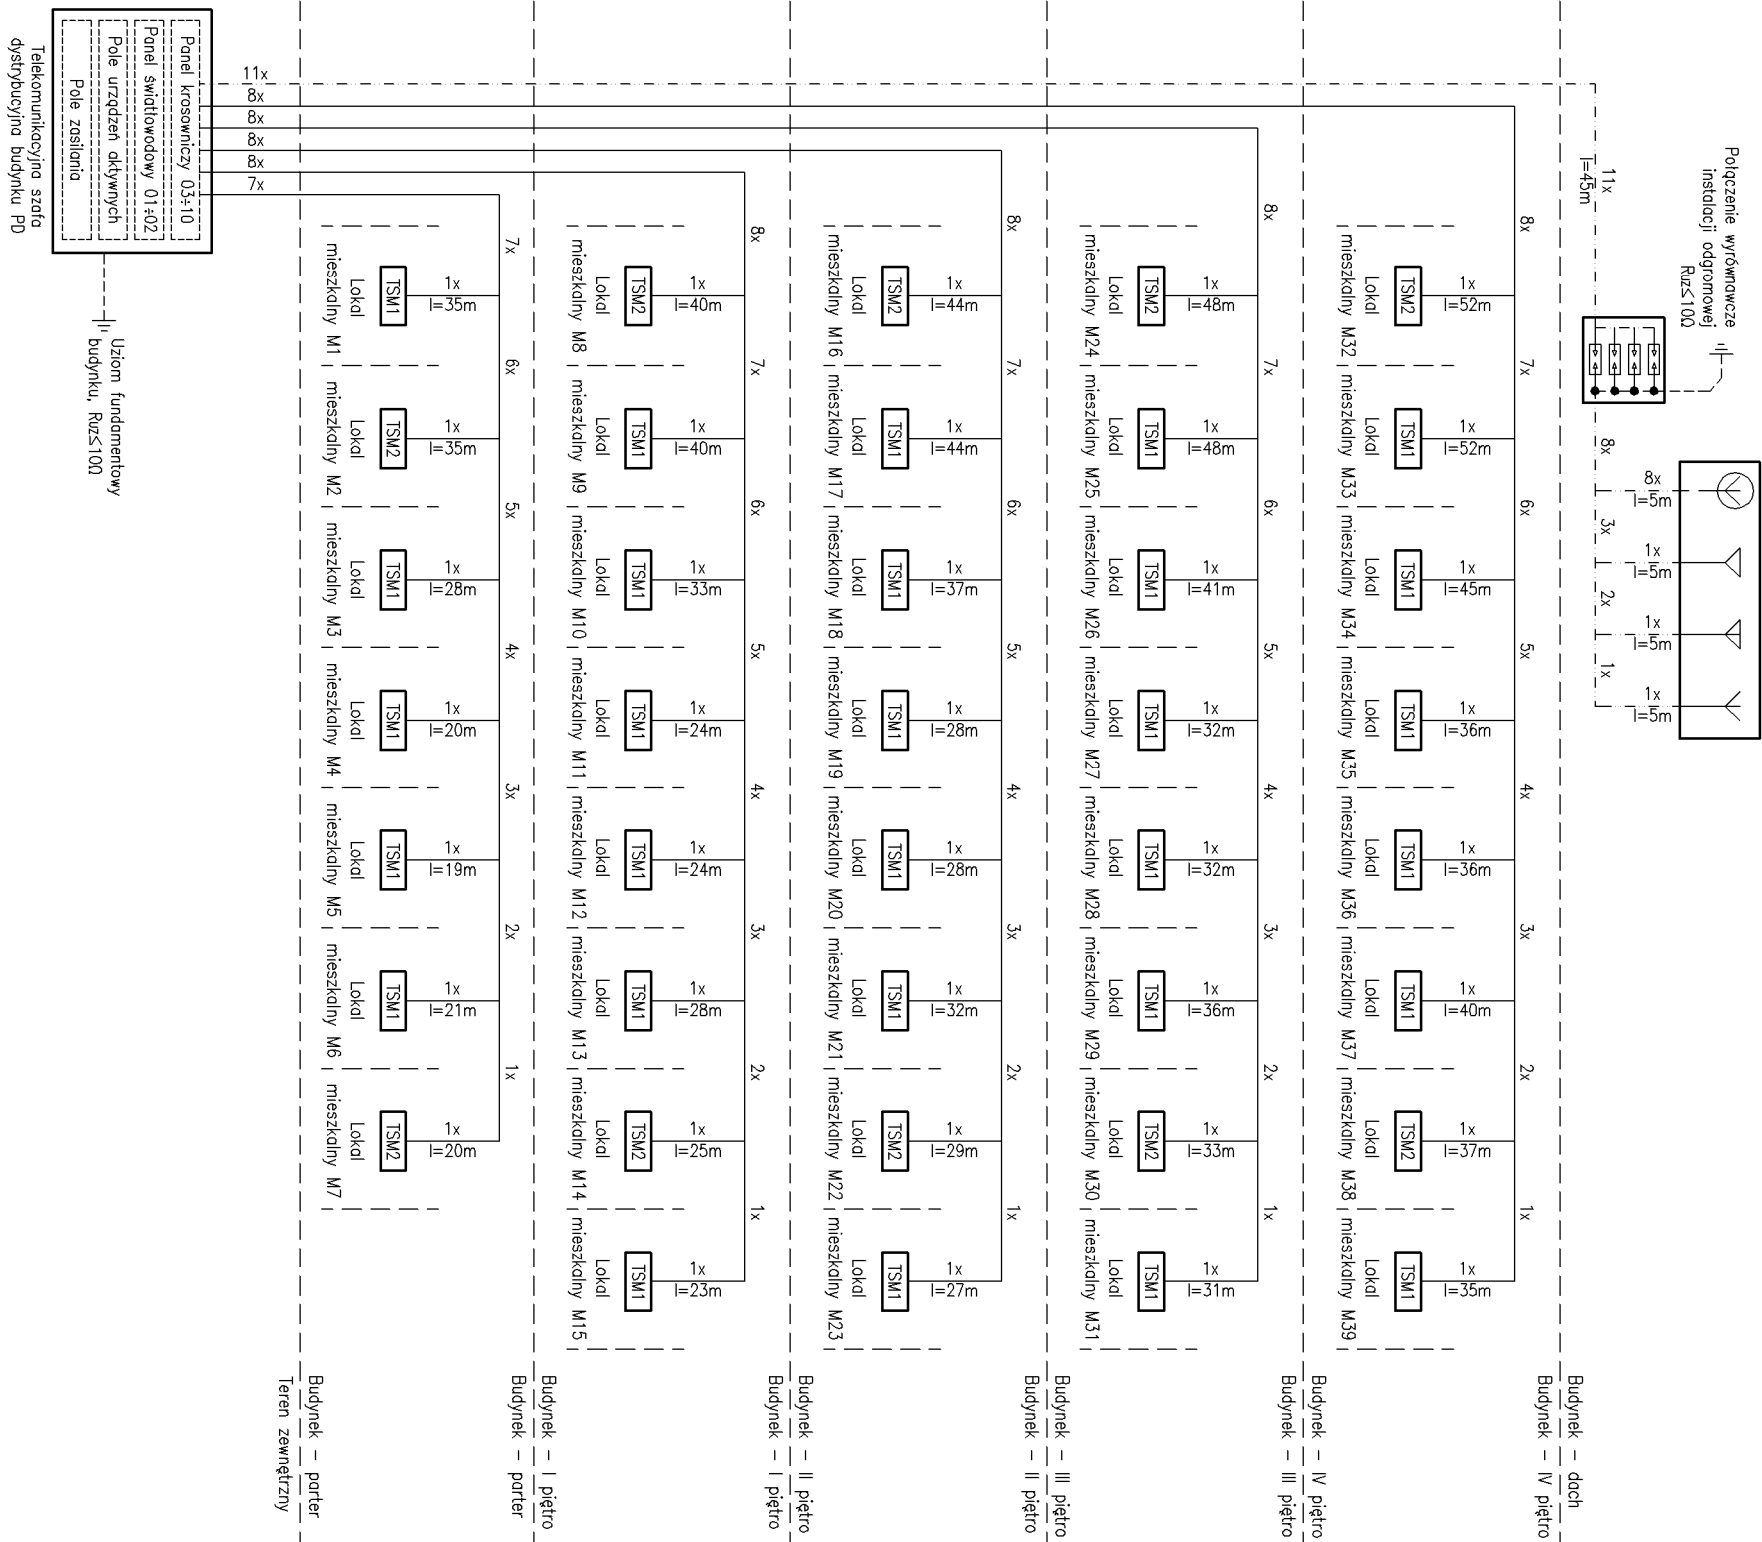 Telekomunikacyjna szafa
dystrybucyjna budynku PD
Panel krosowniczy 03÷10
Panel światłowodowy 01÷02
Pole urządzeń aktywnych
Pole zasilania
Uziom fundamentowy
budynku, Ruz≤10Ω
11x
8x
8x
8x
8x
7x
Połączenie wyrównawcze
instalacji odgromowej
Ruz≤10Ω
11x
l=45m
8x
8x
l=5m
3x
1x
l=5m
2x
1x
l=5m
1x
1x
l=5m
Budynek – dach
Budynek – IV piętro
8x
1x
l=52m
TSM2
Lokal
mieszkalny M32
7x
1x
l=52m
TSM1
Lokal
mieszkalny M33
6x
1x
l=45m
TSM1
Lokal
mieszkalny M34
5x
1x
l=36m
TSM1
Lokal
mieszkalny M35
4x
1x
l=36m
TSM1
Lokal
mieszkalny M36
3x
1x
l=40m
TSM1
Lokal
mieszkalny M37
2x
1x
l=37m
TSM2
Lokal
mieszkalny M38
1x
1x
l=35m
TSM1
Lokal
mieszkalny M39
Budynek – IV piętro
Budynek – III piętro
8x
1x
l=48m
TSM2
Lokal
mieszkalny M24
7x
1x
l=48m
TSM1
Lokal
mieszkalny M25
6x
1x
l=41m
TSM1
Lokal
mieszkalny M26
5x
1x
l=32m
TSM1
Lokal
mieszkalny M27
4x
1x
l=32m
TSM1
Lokal
mieszkalny M28
3x
1x
l=36m
TSM1
Lokal
mieszkalny M29
2x
1x
l=33m
TSM2
Lokal
mieszkalny M30
1x
1x
l=31m
TSM1
Lokal
mieszkalny M31
Budynek – III piętro
Budynek – II piętro
8x
1x
l=44m
TSM2
Lokal
mieszkalny M16
7x
1x
l=44m
TSM1
Lokal
mieszkalny M17
6x
1x
l=37m
TSM1
Lokal
mieszkalny M18
5x
1x
l=28m
TSM1
Lokal
mieszkalny M19
4x
1x
l=28m
TSM1
Lokal
mieszkalny M20
3x
1x
l=32m
TSM1
Lokal
mieszkalny M21
2x
1x
l=29m
TSM2
Lokal
mieszkalny M22
1x
1x
l=27m
TSM1
Lokal
mieszkalny M23
Budynek – II piętro
Budynek – I piętro
8x
1x
l=40m
TSM2
Lokal
mieszkalny M8
7x
1x
l=40m
TSM1
Lokal
mieszkalny M9
6x
1x
l=33m
TSM1
Lokal
mieszkalny M10
5x
1x
l=24m
TSM1
Lokal
mieszkalny M11
4x
1x
l=24m
TSM1
Lokal
mieszkalny M12
3x
1x
l=28m
TSM1
Lokal
mieszkalny M13
2x
1x
l=25m
TSM2
Lokal
mieszkalny M14
1x
1x
l=23m
TSM1
Lokal
mieszkalny M15
Budynek – I piętro
Budynek – parter
7x
1x
l=35m
TSM1
Lokal
mieszkalny M1
6x
1x
l=35m
TSM2
Lokal
mieszkalny M2
5x
1x
l=28m
TSM1
Lokal
mieszkalny M3
4x
1x
l=20m
TSM1
Lokal
mieszkalny M4
3x
1x
l=19m
TSM1
Lokal
mieszkalny M5
2x
1x
l=21m
TSM1
Lokal
mieszkalny M6
1x
1x
l=20m
TSM2
Lokal
mieszkalny M7
Budynek – parter
Teren zewnętrzny